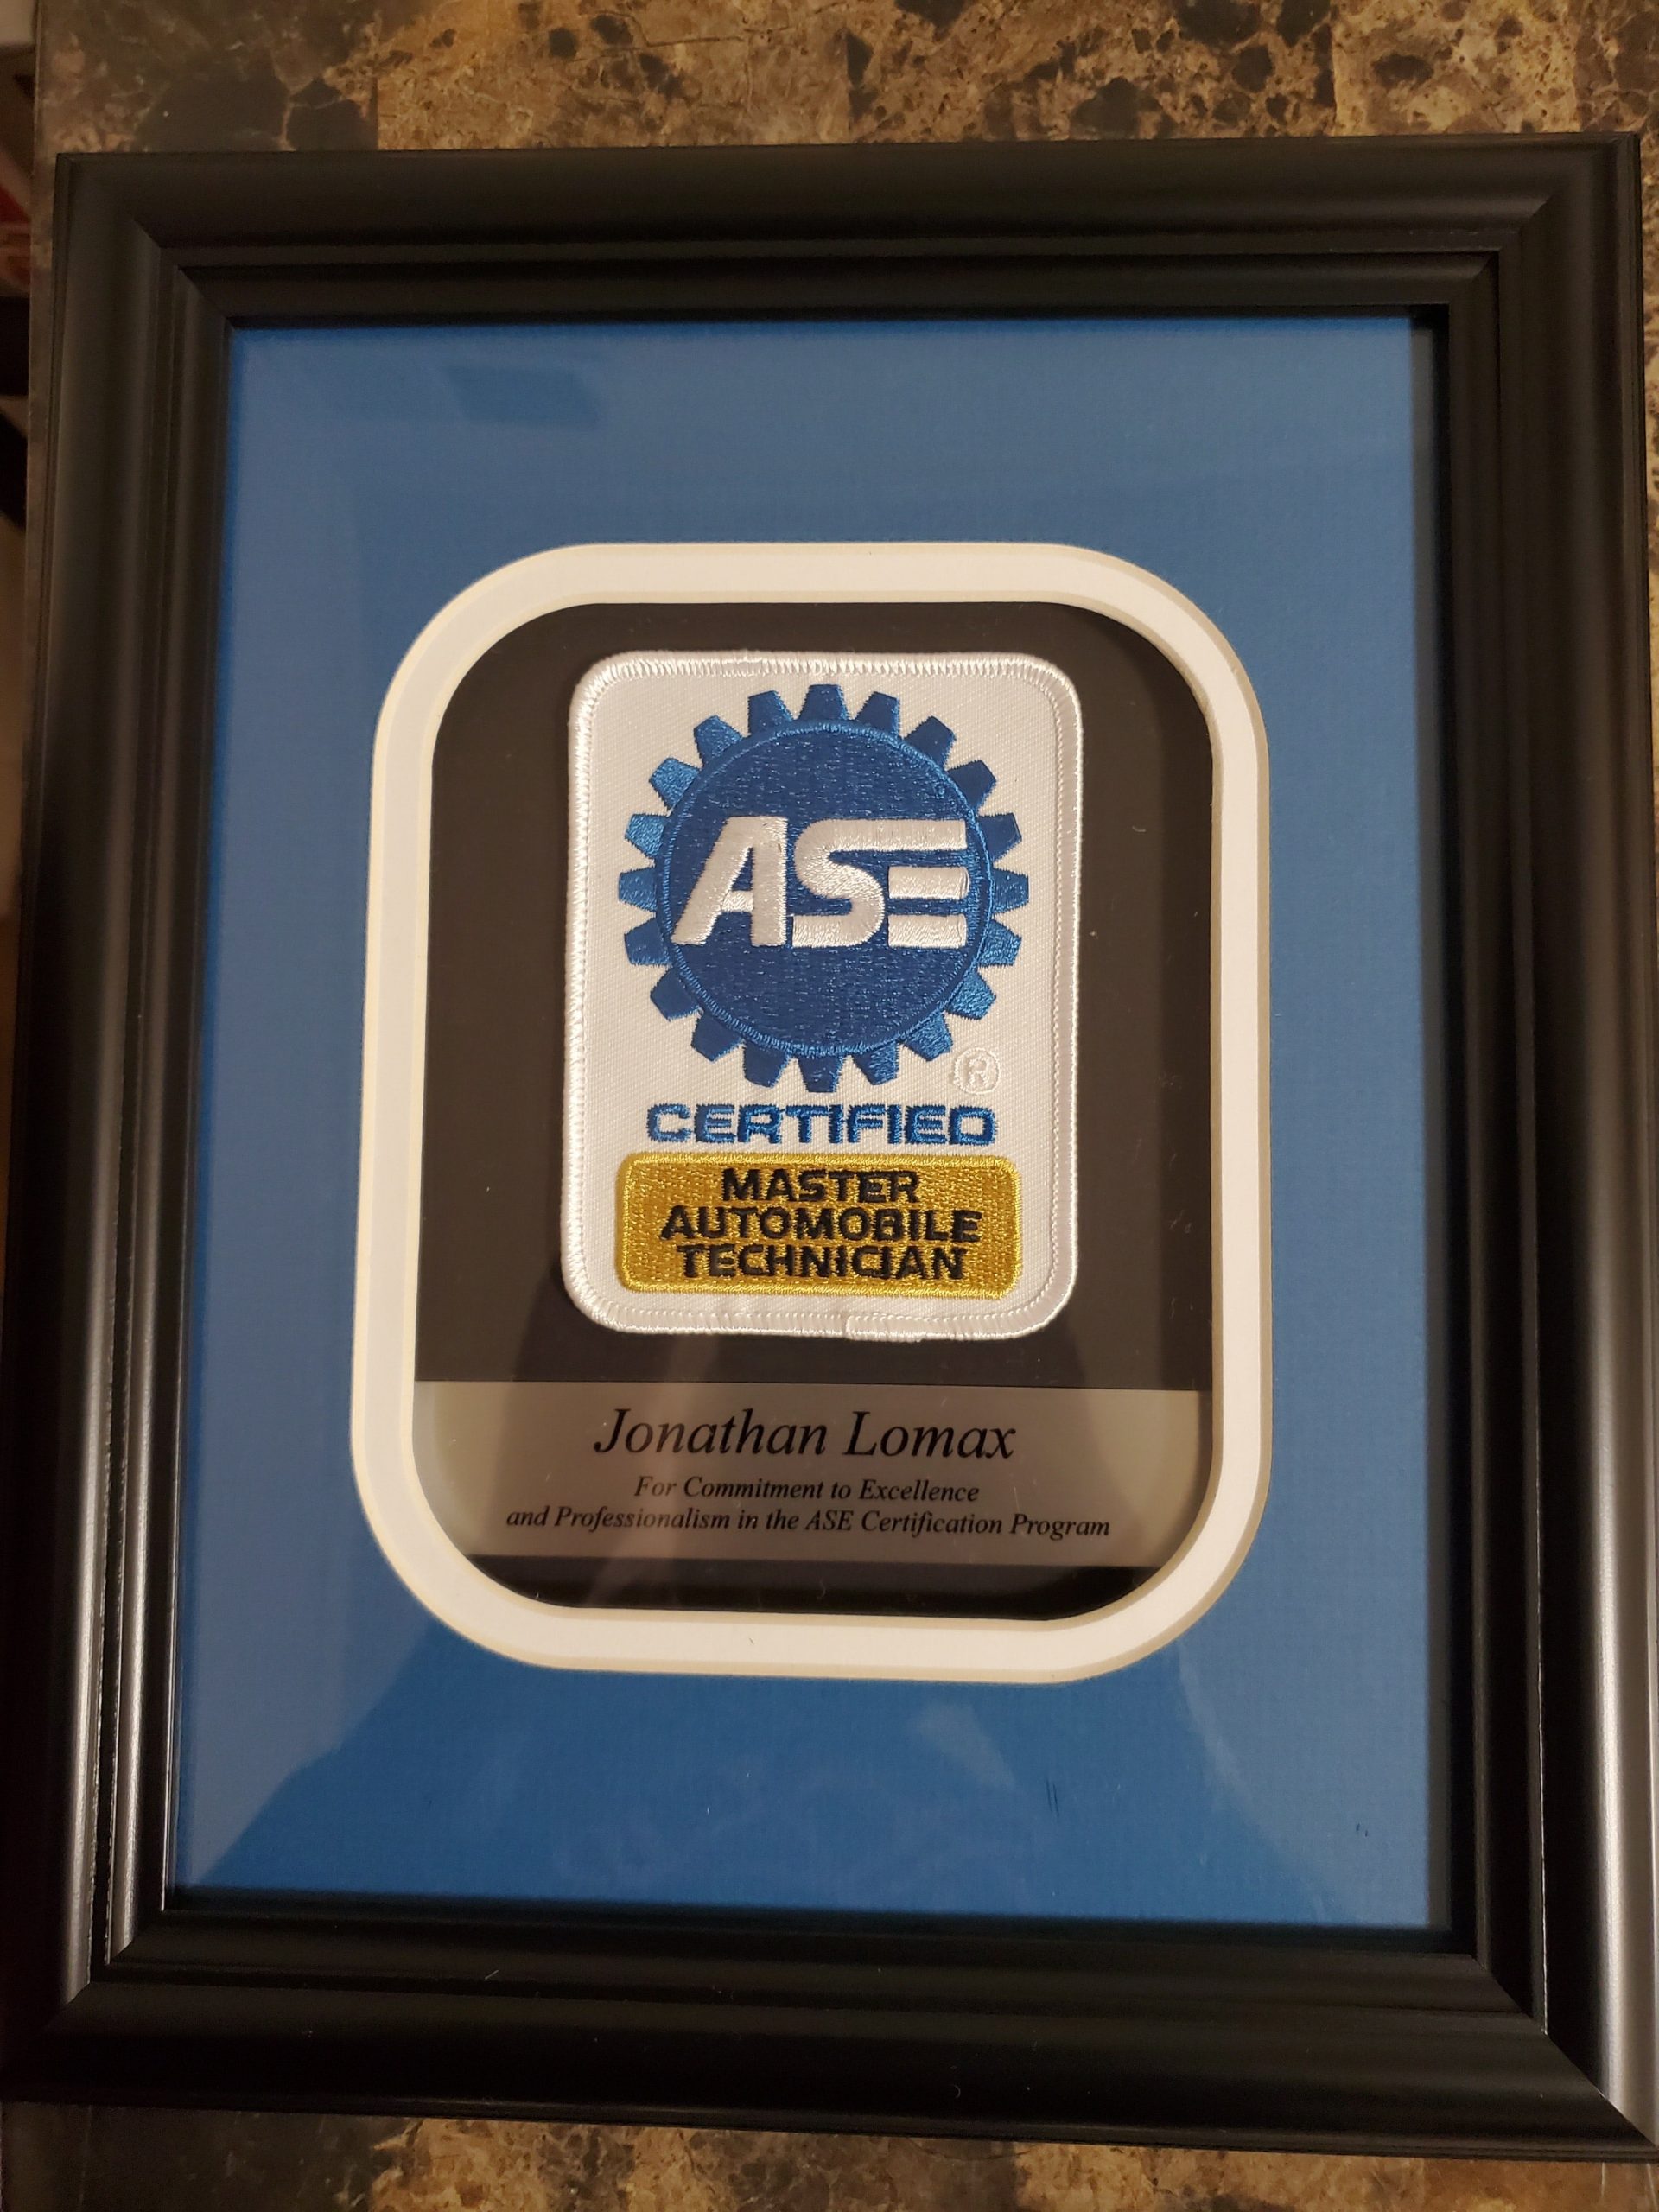 ASE
®
CERTIFIED
MASTER
AUTOMOBILE
TECHNICIAN
Jonathan Lomax
For Commitment to Excellence
and Professionalism in the ASE Certification Program